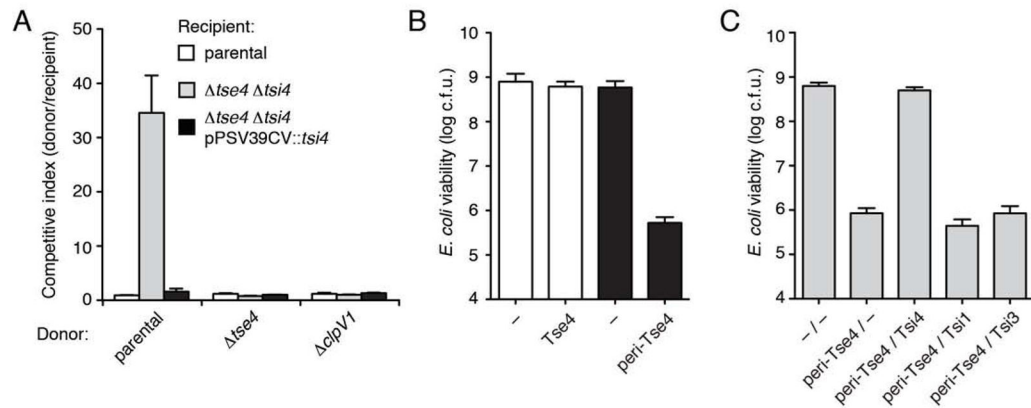 A
Competitive index (donor/recipeint)
50
40
30
20
10
0
Recipient:
parental
Δtse4 Δtsi4
Δtse4 Δtsi4
pPSV39CV::tsi4
Donor:
parental
Δtse4
ΔclpV1
B
E. coli viability (log c.f.u.)
10
9
8
7
6
5
4
–
Tse4
–
peri-Tse4
C
E. coli viability (log c.f.u.)
10
9
8
7
6
5
4
– / –
peri-Tse4 / –
peri-Tse4 / Tsi4
peri-Tse4 / Tsi1
peri-Tse4 / Tsi3